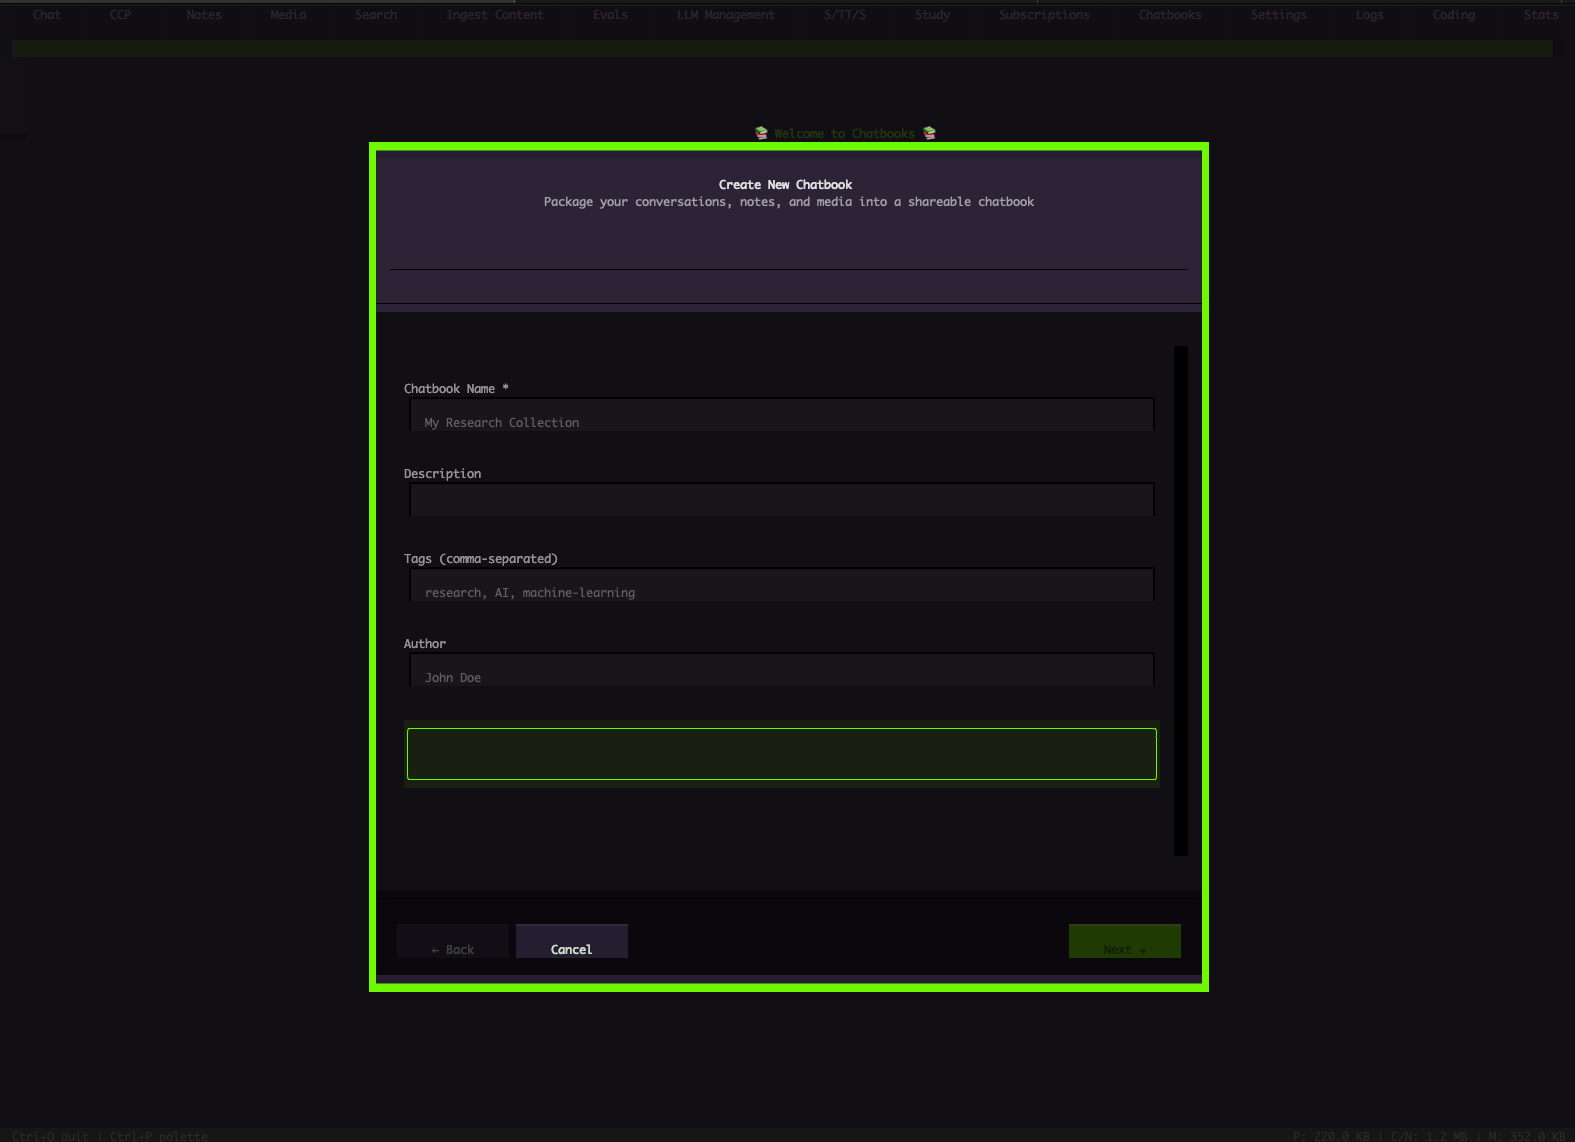 Chat CCP Notes Media Search Ingest Content Evals LLM Management S/TT/S Study Subscriptions Chatbooks Settings Logs Coding Stats
📚 Welcome to Chatbooks 📚
Create New Chatbook
Package your conversations, notes, and media into a shareable chatbook
Chatbook Name *
My Research Collection
Description
Tags (comma-separated)
research, AI, machine-learning
Author
John Doe
← Back Cancel Next →
Ctrl+Q quit | Ctrl+P palette P: 220.0 KB | C/N: 1.2 MB | M: 352.0 KB